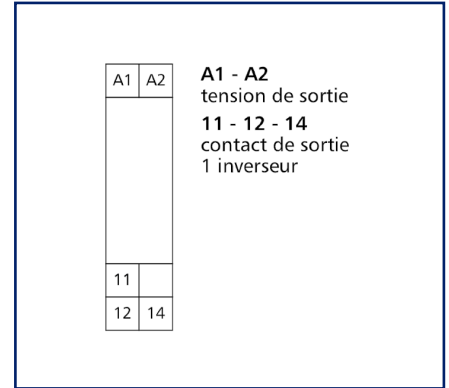 A1 A2
A1 - A2
tension de sortie
11 - 12 - 14
contact de sortie
1 inverseur
11
12 14